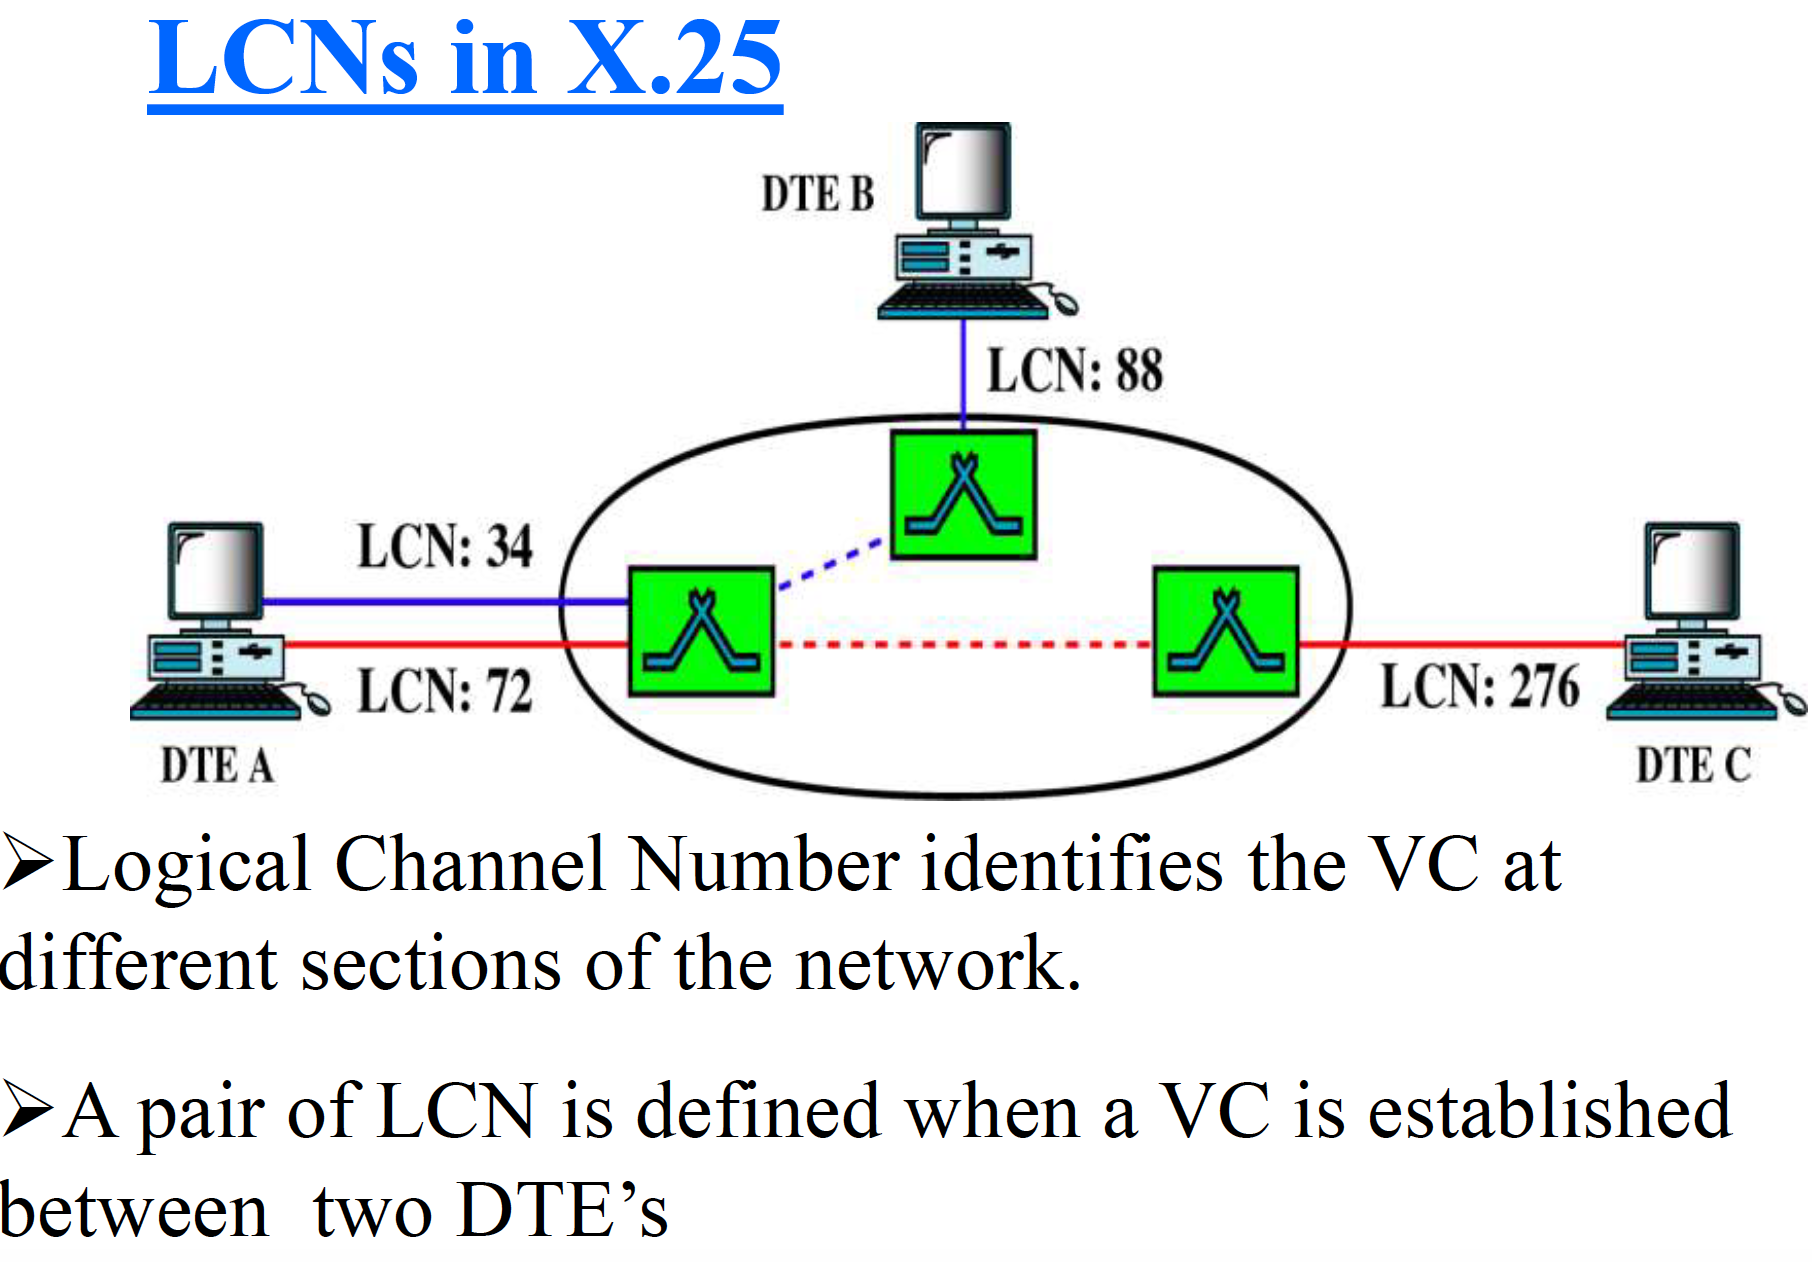 LCNs in X.25
DTE B
LCN: 88
LCN: 34
LCN: 72
LCN: 276
DTE A
DTE C
➢Logical Channel Number identifies the VC at
different sections of the network.
➢A pair of LCN is defined when a VC is established
between  two DTE’s